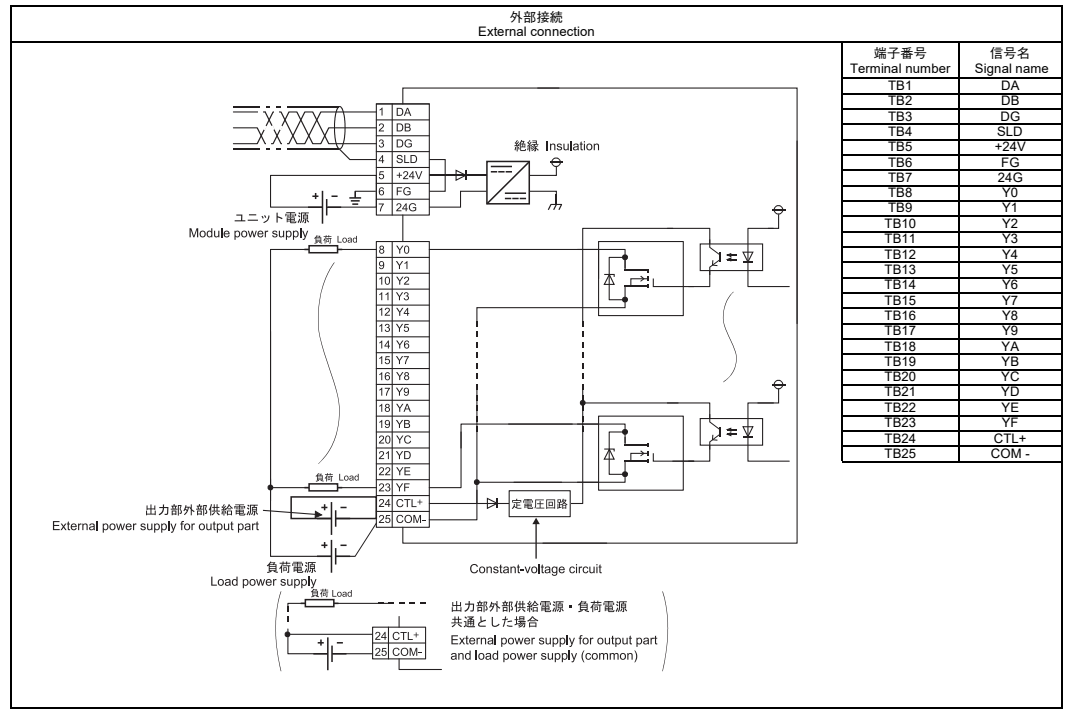 外部接続
External connection
端子番号 信号名
Terminal number Signal name
TB1 DA
TB2 DB
TB3 DG
TB4 SLD
TB5 +24V
TB6 FG
TB7 24G
TB8 Y0
TB9 Y1
TB10 Y2
TB11 Y3
TB12 Y4
TB13 Y5
TB14 Y6
TB15 Y7
TB16 Y8
TB17 Y9
TB18 YA
TB19 YB
TB20 YC
TB21 YD
TB22 YE
TB23 YF
TB24 CTL+
TB25 COM -
1 DA
2 DB
3 DG
4 SLD
5 +24V
6 FG
7 24G
絶縁 Insulation
+ -
ユニット電源
Module power supply
負荷 Load
8 Y0
9 Y1
10 Y2
11 Y3
12 Y4
13 Y5
14 Y6
15 Y7
16 Y8
17 Y9
18 YA
19 YB
20 YC
21 YD
22 YE
23 YF
24 CTL+
25 COM-
負荷 Load
+ -
出力部外部供給電源
External power supply for output part
+ -
負荷電源
Load power supply
定電圧回路
Constant-voltage circuit
負荷 Load
24 CTL+
25 COM-
+ -
出力部外部供給電源・負荷電源
共通とした場合
External power supply for output part
and load power supply (common)